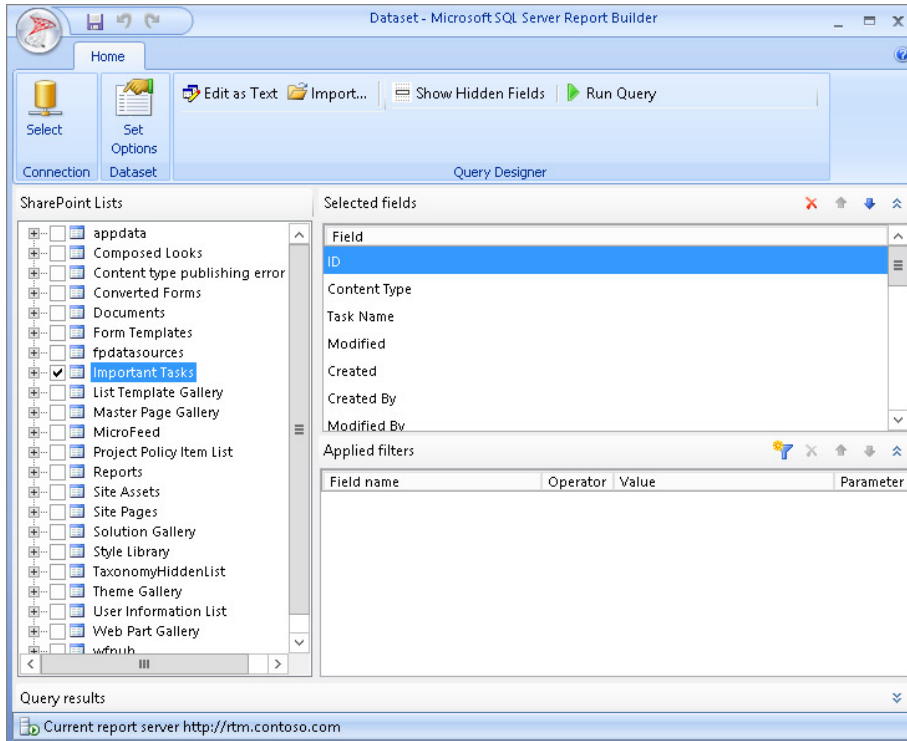 Dataset - Microsoft SQL Server Report Builder
Home
Edit as Text Import... Show Hidden Fields Run Query
Select
Set Options
Connection Dataset Query Designer
SharePoint Lists
appdata
Composed Looks
Content type publishing error
Converted Forms
Documents
Form Templates
fpdatasources
Important Tasks
List Template Gallery
Master Page Gallery
MicroFeed
Project Policy Item List
Reports
Site Assets
Site Pages
Solution Gallery
Style Library
TaxonomyHiddenList
Theme Gallery
User Information List
Web Part Gallery
wfpub
Selected fields
Field
ID
Content Type
Task Name
Modified
Created
Created By
Modified By
Applied filters
Field name Operator Value Parameter
Query results
Current report server http://rtm.contoso.com